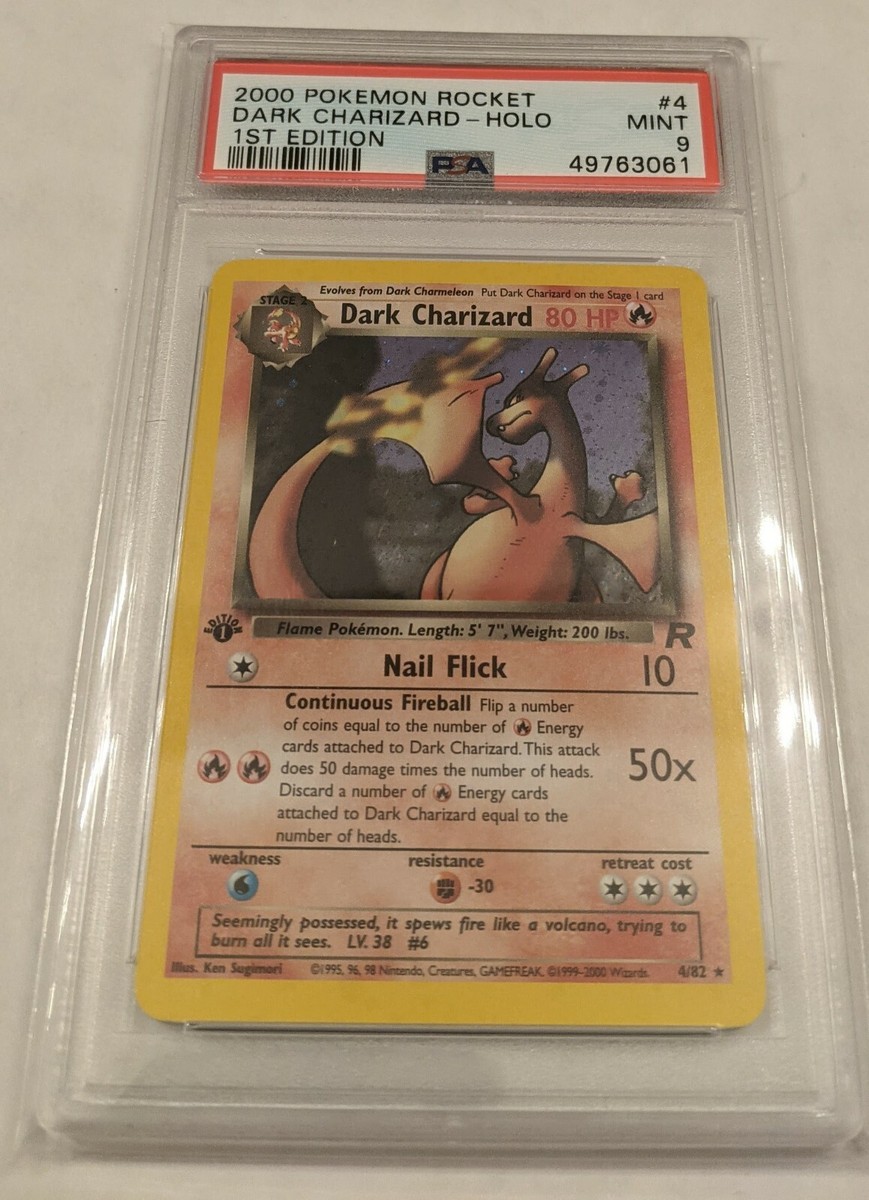 2000 POKEMON ROCKET #4
DARK CHARIZARD - HOLO MINT
1ST EDITION 9
PSA 49763061
Evolves from Dark Charmeleon Put Dark Charizard on the Stage 1 card
STAGE 2
Dark Charizard 80 HP
EDITION
1
Flame Pokémon. Length: 5' 7", Weight: 200 lbs.
R
Nail Flick 10
Continuous Fireball Flip a number
of coins equal to the number of Energy
cards attached to Dark Charizard. This attack
does 50 damage times the number of heads.
50x
Discard a number of Energy cards
attached to Dark Charizard equal to the
number of heads.
weakness resistance retreat cost
-30
Seemingly possessed, it spews fire like a volcano, trying to
burn all it sees. LV. 38 #6
Illus. Ken Sugimori ©1995, 96, 98 Nintendo, Creatures, GAMEFREAK. ©1999-2000 Wizards. 4/82 ★